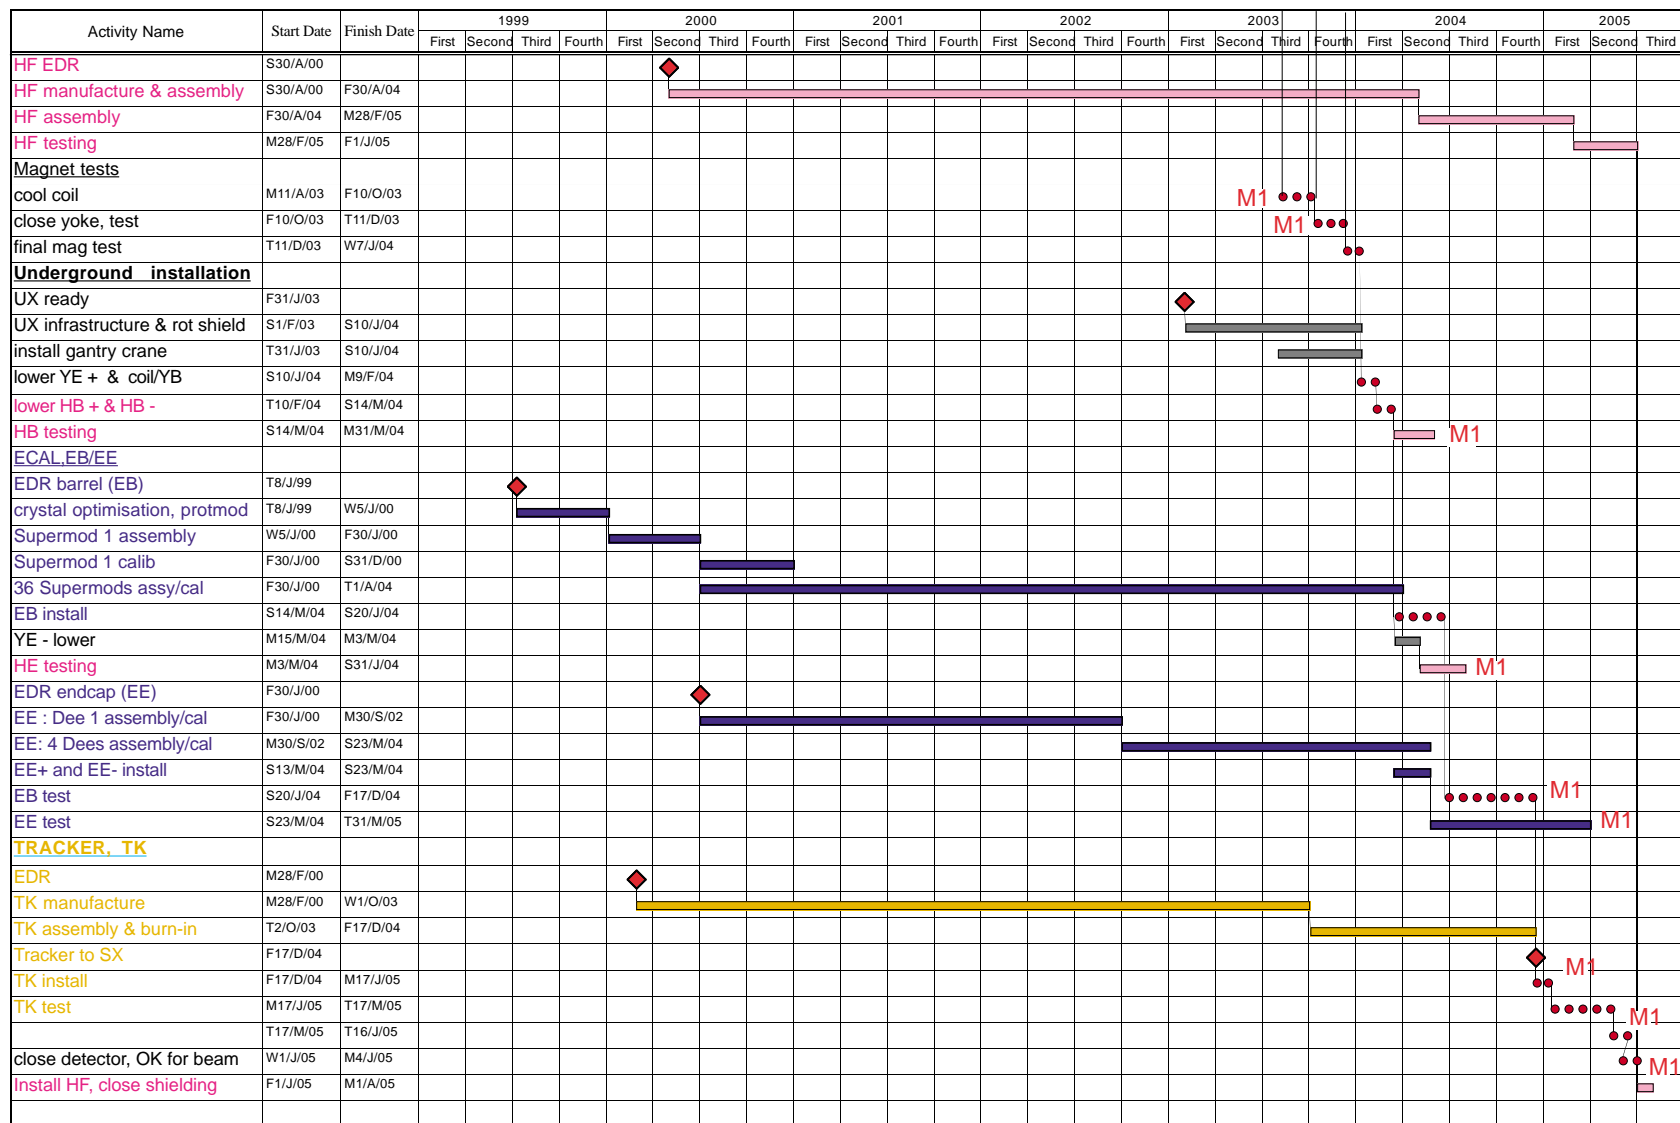 Activity Name Start Date Finish Date 1999 2000 2001 2002 2003 2004 2005
First Second Third Fourth First Second Third Fourth First Second Third Fourth First Second Third Fourth First Second Third Fourth First Second Third Fourth First Second Third
HF EDR S30/A/00
HF manufacture & assembly S30/A/00 F30/A/04
HF assembly F30/A/04 M28/F/05
HF testing M28/F/05 F1/J/05
Magnet tests
cool coil M11/A/03 F10/O/03 M1
close yoke, test F10/O/03 T11/D/03 M1
final mag test T11/D/03 W7/J/04
Underground installation
UX ready F31/J/03
UX infrastructure & rot shield S1/F/03 S10/J/04
install gantry crane T31/J/03 S10/J/04
lower YE + & coil/YB S10/J/04 M9/F/04
lower HB + & HB - T10/F/04 S14/M/04
HB testing S14/M/04 M31/M/04 M1
ECAL,EB/EE
EDR barrel (EB) T8/J/99
crystal optimisation, protmod T8/J/99 W5/J/00
Supermod 1 assembly W5/J/00 F30/J/00
Supermod 1 calib F30/J/00 S31/D/00
36 Supermods assy/cal F30/J/00 T1/A/04
EB install S14/M/04 S20/J/04
YE - lower M15/M/04 M3/M/04
HE testing M3/M/04 S31/J/04 M1
EDR endcap (EE) F30/J/00
EE : Dee 1 assembly/cal F30/J/00 M30/S/02
EE: 4 Dees assembly/cal M30/S/02 S23/M/04
EE+ and EE- install S13/M/04 S23/M/04
EB test S20/J/04 F17/D/04 M1
EE test S23/M/04 T31/M/05 M1
TRACKER, TK
EDR M28/F/00
TK manufacture M28/F/00 W1/O/03
TK assembly & burn-in T2/O/03 F17/D/04
Tracker to SX F17/D/04 M1
TK install F17/D/04 M17/J/05
TK test M17/J/05 T17/M/05 M1
T17/M/05 T16/J/05
close detector, OK for beam W1/J/05 M4/J/05 M1
Install HF, close shielding F1/J/05 M1/A/05